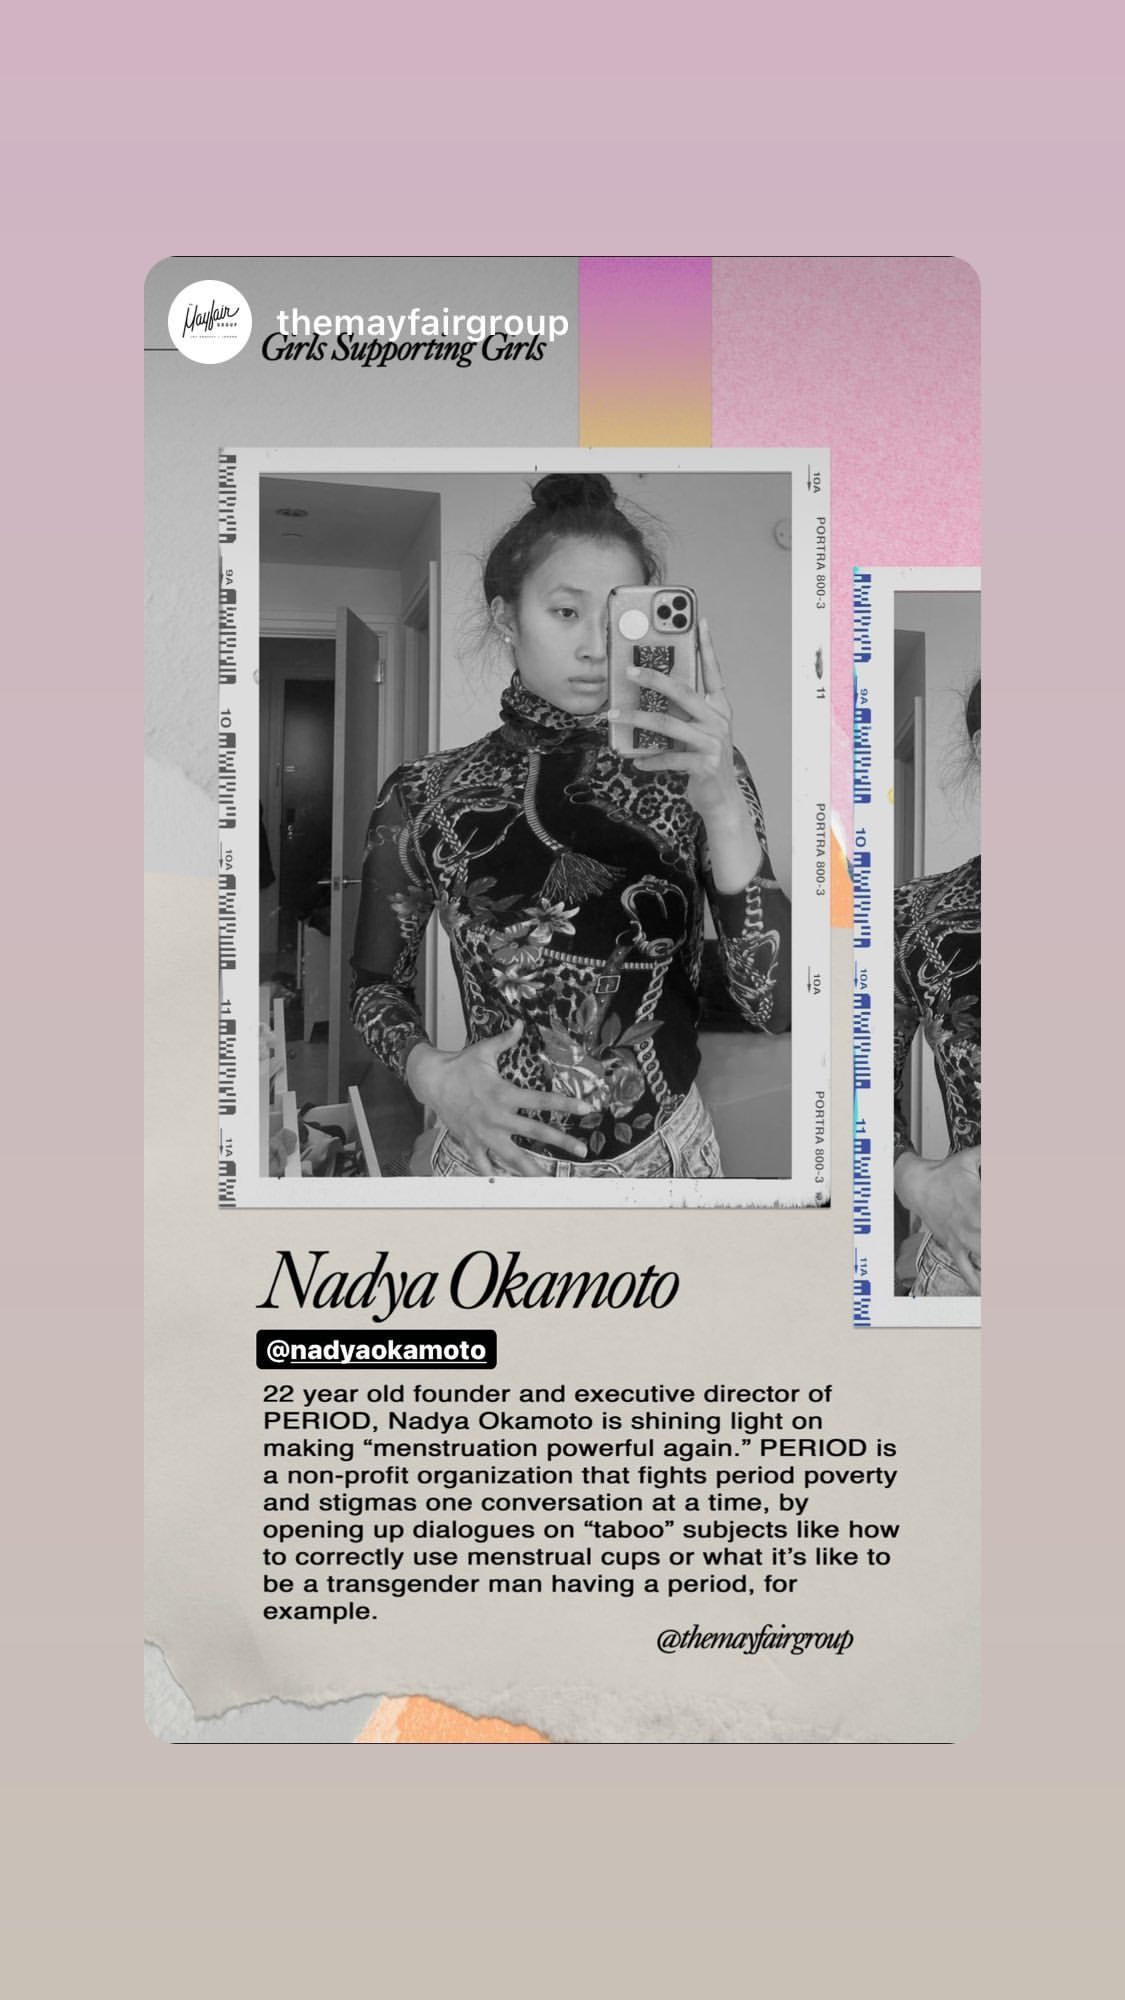 Mayfair
GROUP
themayfairgroup
Girls Supporting Girls
10A
PORTRA 800-3
11
PORTRA 800-3
10A
PORTRA 800-3
9A
10
10A
11
11A
9A
10
10A
11
11A
Nadya Okamoto
@nadyaokamoto
22 year old founder and executive director of
PERIOD, Nadya Okamoto is shining light on
making “menstruation powerful again.” PERIOD is
a non-profit organization that fights period poverty
and stigmas one conversation at a time, by
opening up dialogues on “taboo” subjects like how
to correctly use menstrual cups or what it’s like to
be a transgender man having a period, for
example.
@themayfairgroup